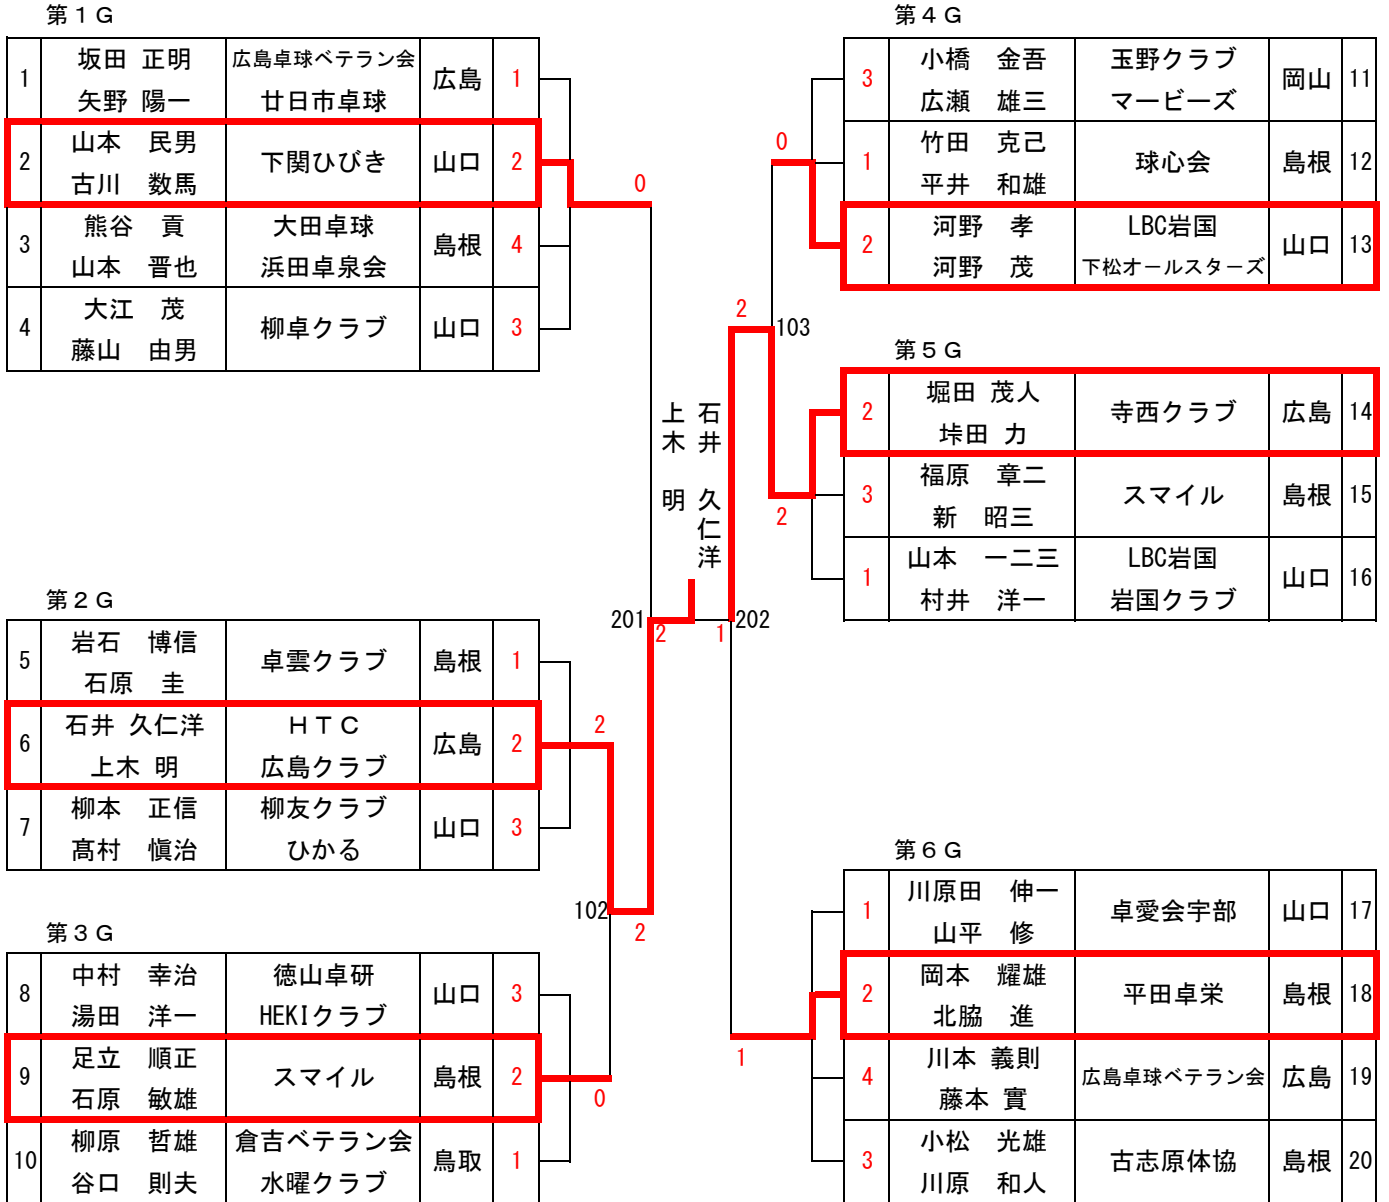 第１G
1 坂田 正明 広島卓球ベテラン会 広島 1
矢野 陽一 廿日市卓球
2 山本 民男 下関ひびき 山口 2
古川 数馬
3 熊谷 貢 大田卓球 島根 4
山本 晋也 浜田卓泉会
4 大江 茂 柳卓クラブ 山口 3
藤山 由男
0
第２G
5 岩石 博信 卓雲クラブ 島根 1
石原 圭
6 石井 久仁洋 ＨＴＣ 広島 2
上木 明 広島クラブ
7 柳本 正信 柳友クラブ 山口 3
髙村 愼治 ひかる
2
102
2
第３G
8 中村 幸治 徳山卓研 山口 3
湯田 洋一 HEKIクラブ
9 足立 順正 スマイル 島根 2
石原 敏雄
10 柳原 哲雄 倉吉ベテラン会 鳥取 1
谷口 則夫 水曜クラブ
0
石井 久仁洋
上木 明
201
2
1
202
第４G
3 小橋 金吾 玉野クラブ 岡山 11
広瀬 雄三 マービーズ
1 竹田 克己 球心会 島根 12
平井 和雄
2 河野 孝 LBC岩国 山口 13
河野 茂 下松オールスターズ
0
2
103
第５G
2 堀田 茂人 寺西クラブ 広島 14
垰田 力
3 福原 章二 スマイル 島根 15
新 昭三
1 山本 一二三 LBC岩国 山口 16
村井 洋一 岩国クラブ
2
第６G
1 川原田 伸一 卓愛会宇部 山口 17
山平 修
2 岡本 耀雄 平田卓栄 島根 18
北脇 進
4 川本 義則 広島卓球ベテラン会 広島 19
藤本 實
3 小松 光雄 古志原体協 島根 20
川原 和人
1